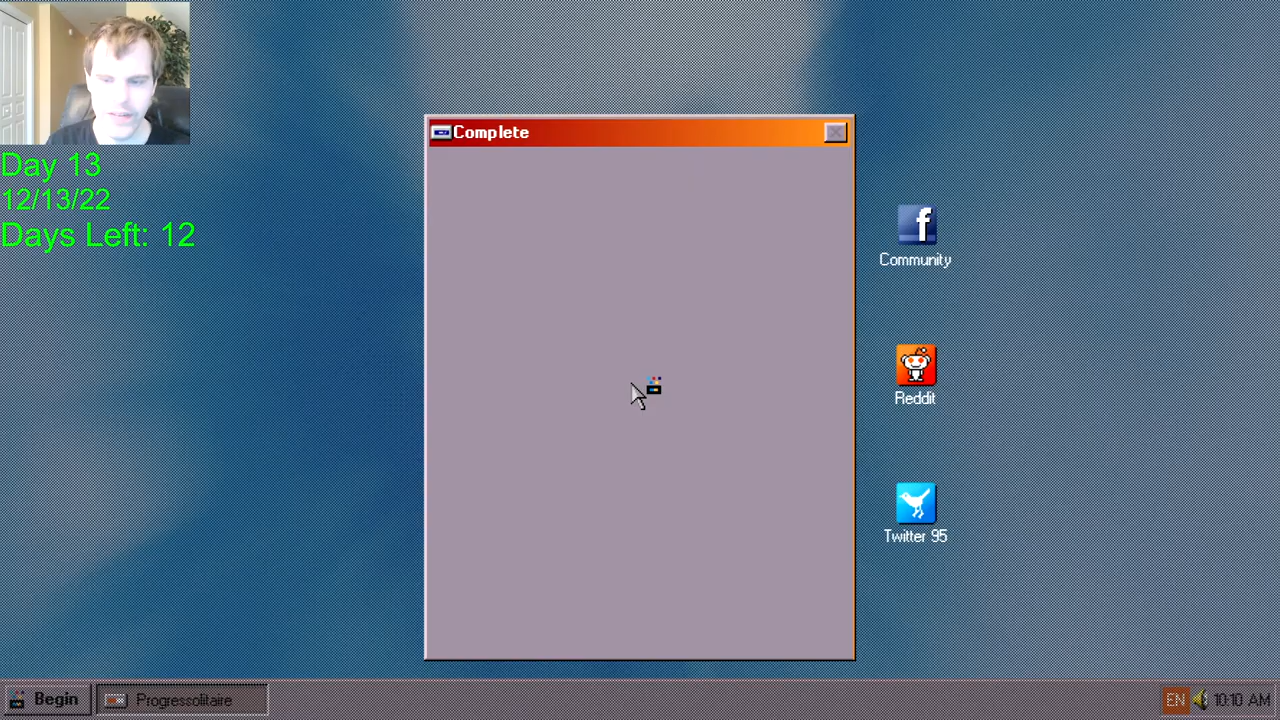 Day 13
12/13/22
Days Left: 12
Complete
Community
Reddit
Twitter 95
Begin
Progressolitaire
EN
10:10 AM